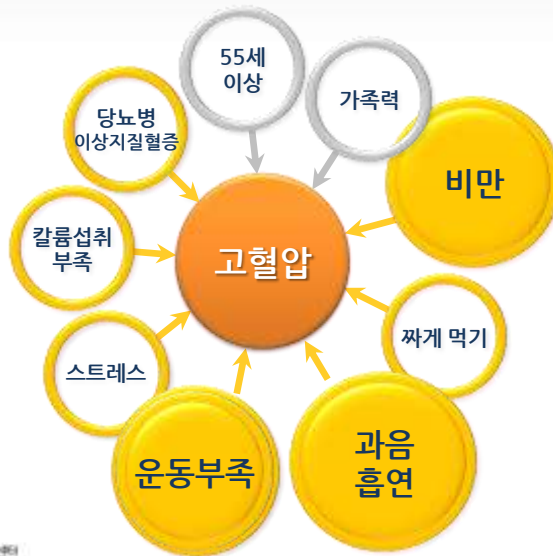 55세
이상
가족력
당뇨병
이상지질혈증
비만
칼륨섭취
부족
고혈압
짜게 먹기
스트레스
과음
흡연
운동부족